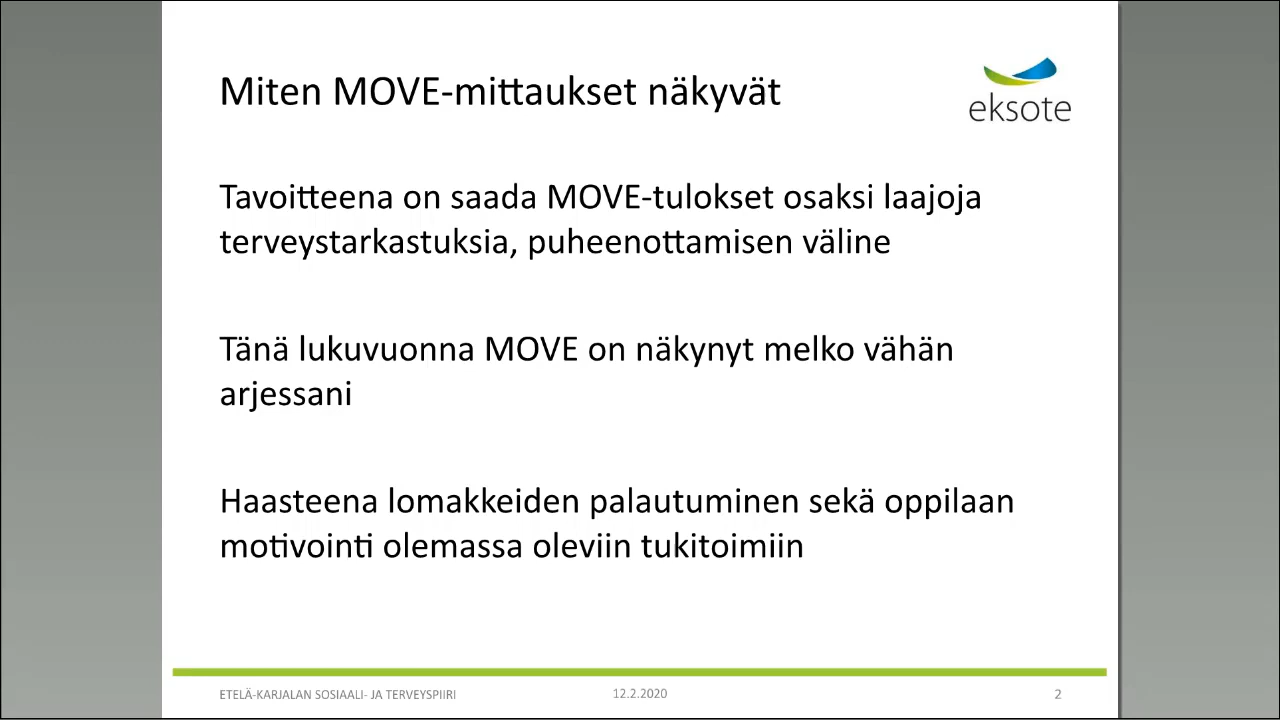 Miten MOVE-mittaukset näkyvät
eksote
Tavoitteena on saada MOVE-tulokset osaksi laajoja
terveystarkastuksia, puheenottamisen väline
Tänä lukuvuonna MOVE on näkynyt melko vähän
arjessani
Haasteena lomakkeiden palautuminen sekä oppilaan
motivointi olemassa oleviin tukitoimiin
ETELÄ-KARJALAN SOSIAALI- JA TERVEYSPIIRI
12.2.2020
2